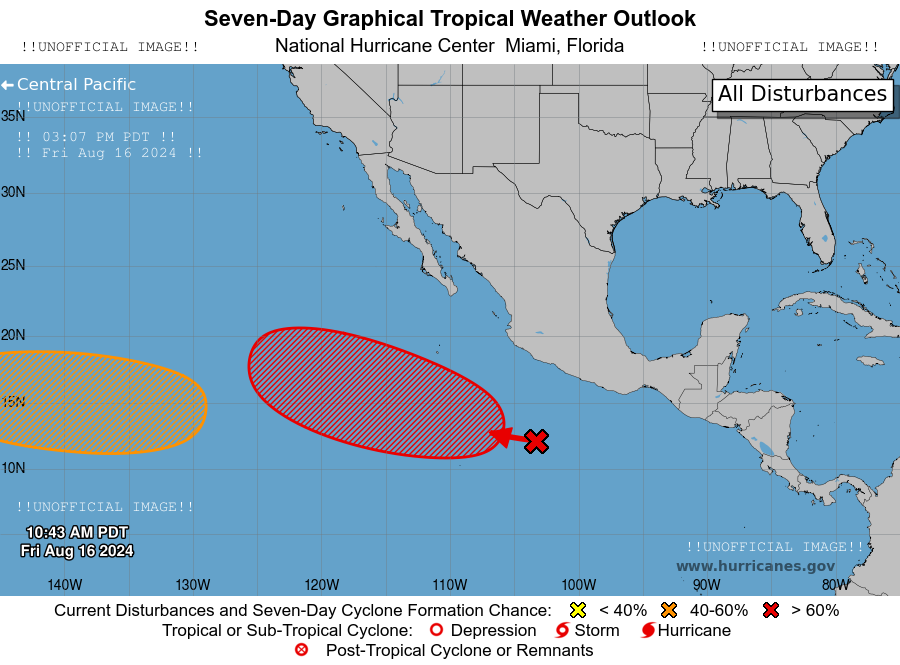 Seven-Day Graphical Tropical Weather Outlook
!!UNOFFICIAL IMAGE!! National Hurricane Center Miami, Florida !!UNOFFICIAL IMAGE!!
Central Pacific
All Disturbances
!!UNOFFICIAL IMAGE!!
35N
!! 03:07 PM PDT !!
!! Fri Aug 16 2024 !!
30N
25N
20N
15N
10N
!!UNOFFICIAL IMAGE!!
10:43 AM PDT
Fri Aug 16 2024
!!UNOFFICIAL IMAGE!!
www.hurricanes.gov
140W 130W 120W 110W 100W 90W 80W
Current Disturbances and Seven-Day Cyclone Formation Chance: < 40% 40-60% > 60%
Tropical or Sub-Tropical Cyclone: Depression Storm Hurricane
Post-Tropical Cyclone or Remnants